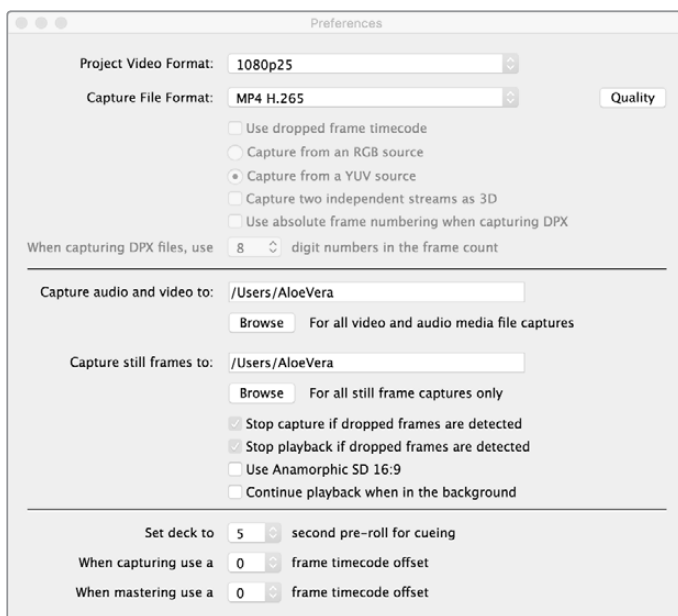 Preferences
Project Video Format: 1080p25
Capture File Format: MP4 H.265 Quality
Use dropped frame timecode
Capture from an RGB source
Capture from a YUV source
Capture two independent streams as 3D
Use absolute frame numbering when capturing DPX
When capturing DPX files, use 8 digit numbers in the frame count
Capture audio and video to: /Users/AloeVera
Browse For all video and audio media file captures
Capture still frames to: /Users/AloeVera
Browse For all still frame captures only
Stop capture if dropped frames are detected
Stop playback if dropped frames are detected
Use Anamorphic SD 16:9
Continue playback when in the background
Set deck to 5 second pre-roll for cueing
When capturing use a 0 frame timecode offset
When mastering use a 0 frame timecode offset